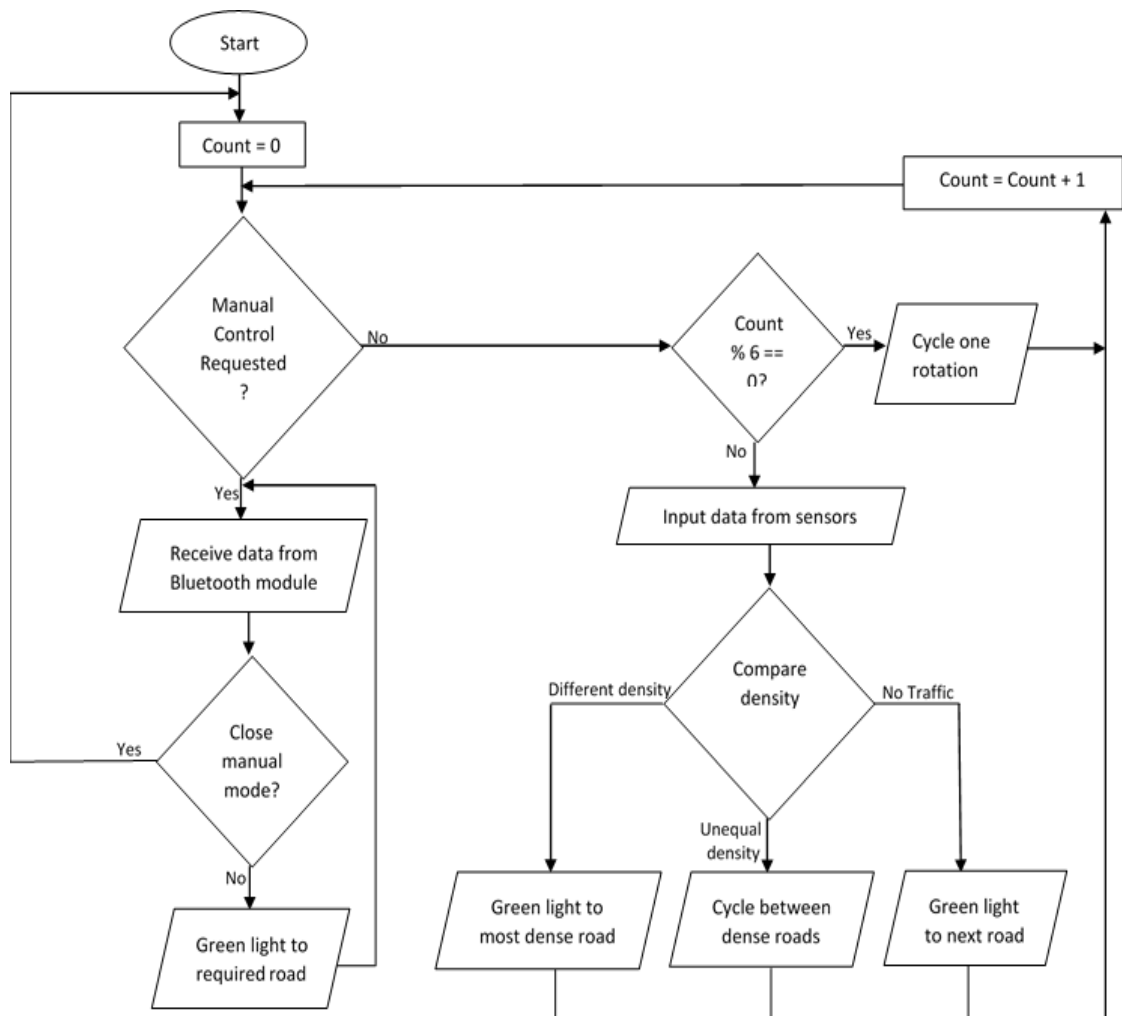 Start
Count = 0
Count = Count + 1
Manual
Control
Requested
?
No
Count
% 6 ==
0?
Yes
Cycle one
rotation
No
Yes
Input data from sensors
Receive data from
Bluetooth module
Compare
density
Different density
No Traffic
Close
manual
mode?
Yes
Unequal
density
No
Green light to
most dense road
Cycle between
dense roads
Green light
to next road
Green light to
required road